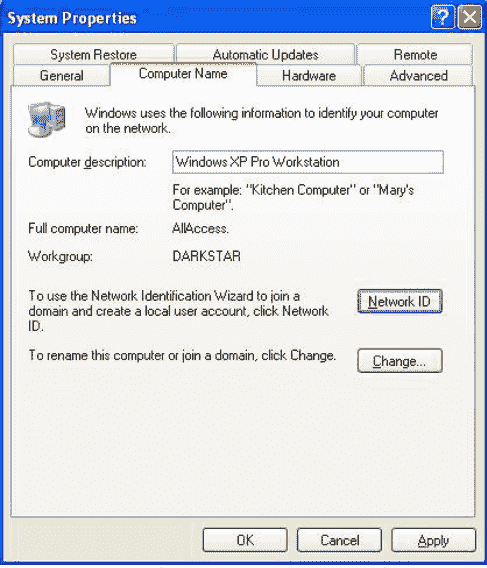 System Properties
System Restore Automatic Updates Remote
General Computer Name Hardware Advanced
Windows uses the following information to identify your computer
on the network.
Computer description: Windows XP Pro Workstation
For example: "Kitchen Computer" or "Mary's
Computer".
Full computer name: AllAccess.
Workgroup: DARKSTAR
To use the Network Identification Wizard to join a
domain and create a local user account, click Network
ID.
Network ID
To rename this computer or join a domain, click Change.
Change...
OK Cancel Apply